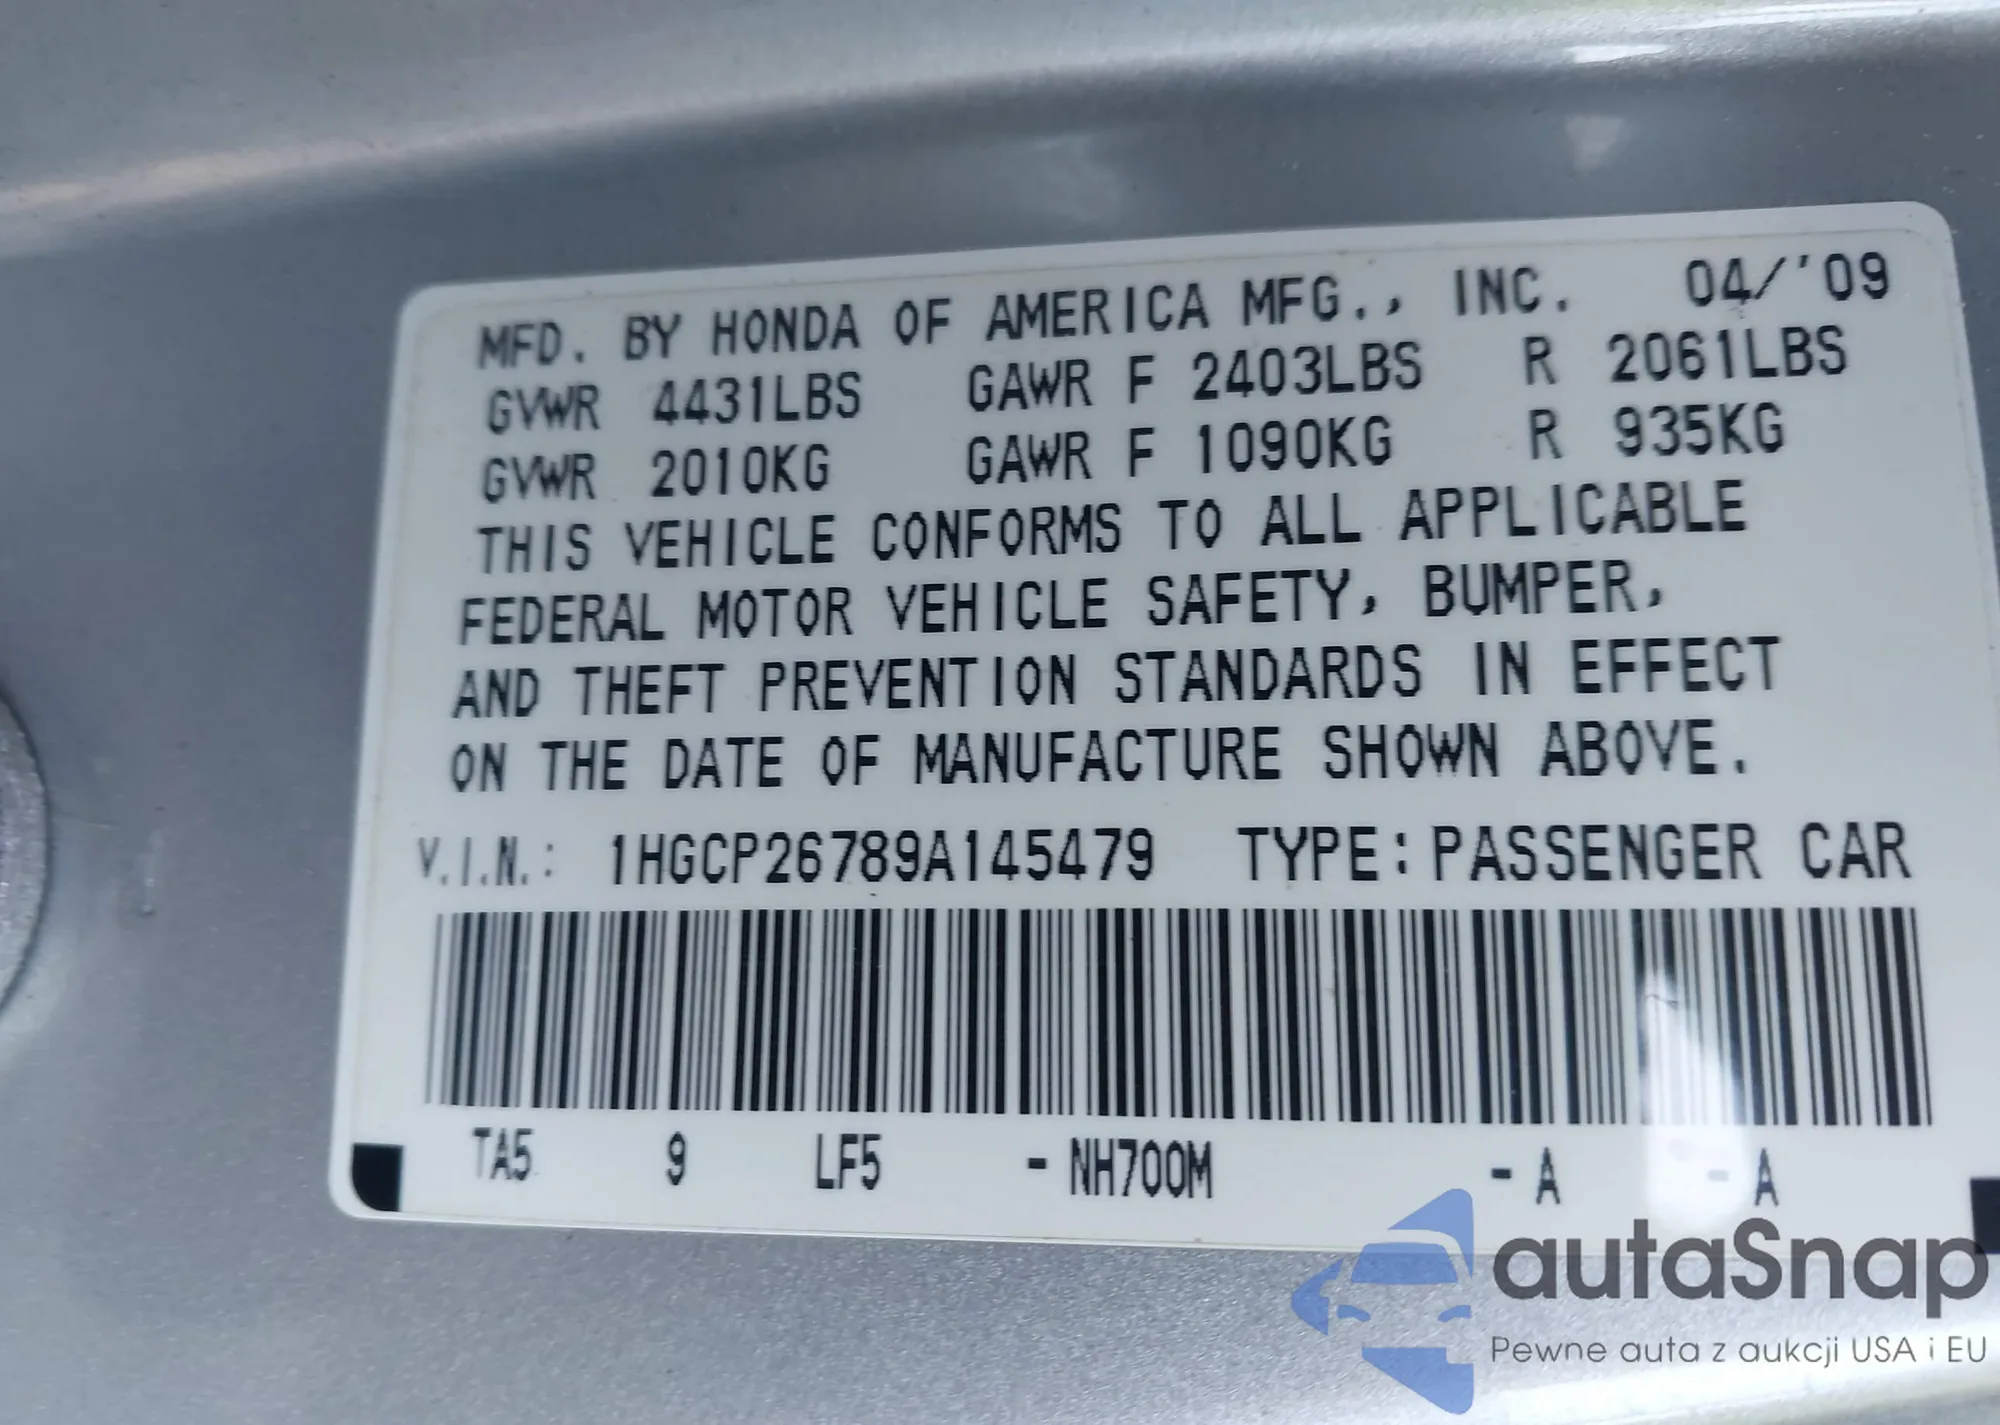 MFD. BY HONDA OF AMERICA MFG., INC. 04/'09
GVWR 4431LBS GAWR F 2403LBS R 2061LBS
GVWR 2010KG GAWR F 1090KG R 935KG
THIS VEHICLE CONFORMS TO ALL APPLICABLE
FEDERAL MOTOR VEHICLE SAFETY, BUMPER,
AND THEFT PREVENTION STANDARDS IN EFFECT
ON THE DATE OF MANUFACTURE SHOWN ABOVE.
V.I.N.: 1HGCP26789A145479 TYPE:PASSENGER CAR
TA5 9 LF5 - NH700M - A - A
autaSnap
Pewne auta z aukcji USA i EU